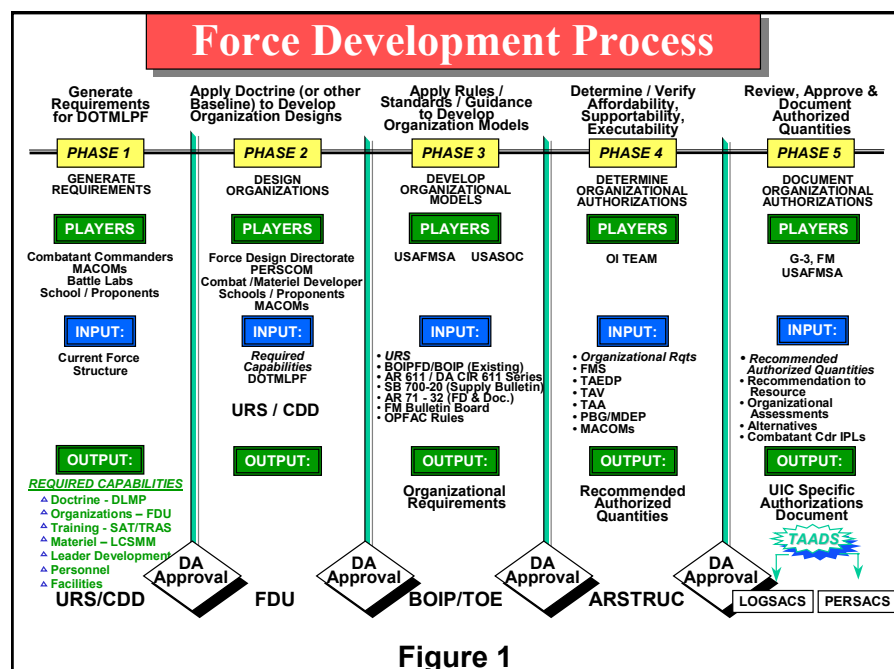 Force Development Process
Generate
Requirements
for DOTMLPF
PHASE 1
GENERATE
REQUIREMENTS
PLAYERS
Combatant Commanders
MACOMs
Battle Labs
School / Proponents
INPUT:
Current Force
Structure
OUTPUT:
REQUIRED CAPABILITIES
Doctrine - DLMP
Organizations – FDU
Training - SAT/TRAS
Materiel – LCSMM
Leader Development
Personnel
Facilities
URS/CDD
DA
Approval
Apply Doctrine (or other
Baseline) to Develop
Organization Designs
PHASE 2
DESIGN
ORGANIZATIONS
PLAYERS
Force Design Directorate
PERSCOM
Combat /Materiel Developer
Schools / Proponents
MACOMs
INPUT:
Required
Capabilities
DOTMLPF
URS / CDD
OUTPUT:
FDU
DA
Approval
Apply Rules /
Standards / Guidance
to Develop
Organization Models
PHASE 3
DEVELOP
ORGANIZATIONAL
MODELS
PLAYERS
USAFMSA USASOC
INPUT:
• URS
• BOIPFD/BOIP (Existing)
• AR 611 / DA CIR 611 Series
• SB 700-20 (Supply Bulletin)
• AR 71 - 32 (FD & Doc.)
• FM Bulletin Board
• OPFAC Rules
OUTPUT:
Organizational
Requirements
BOIP/TOE
DA
Approval
Determine / Verify
Affordability,
Supportability,
Executability
PHASE 4
DETERMINE
ORGANIZATIONAL
AUTHORIZATIONS
PLAYERS
OI TEAM
INPUT:
• Organizational Rqts
• FMS
• TAEDP
• TAV
• TAA
• PBG/MDEP
• MACOMs
OUTPUT:
Recommended
Authorized
Quantities
ARSTRUC
DA
Approval
Review, Approve &
Document
Authorized
Quantities
PHASE 5
DOCUMENT
ORGANIZATIONAL
AUTHORIZATIONS
PLAYERS
G-3, FM
USAFMSA
INPUT:
• Recommended
Authorized Quantities
• Recommendation to
Resource
• Organizational
Assessments
• Alternatives
• Combatant Cdr IPLs
OUTPUT:
UIC Specific
Authorizations
Document
TAADS
LOGSACS PERSACS
Figure 1